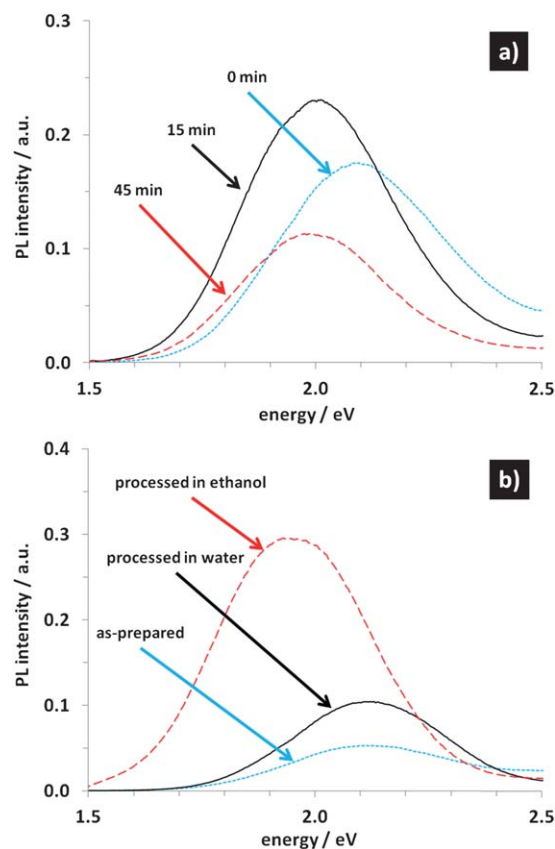 0.3
a)
0 min
0.2
15 min
PL intensity / a.u.
45 min
0.1
0.0
1.5
2.0
2.5
energy / eV
0.4
b)
processed in ethanol
0.3
processed in water
PL intensity / a.u.
0.2
as-prepared
0.1
0.0
1.5
2.0
2.5
energy / eV